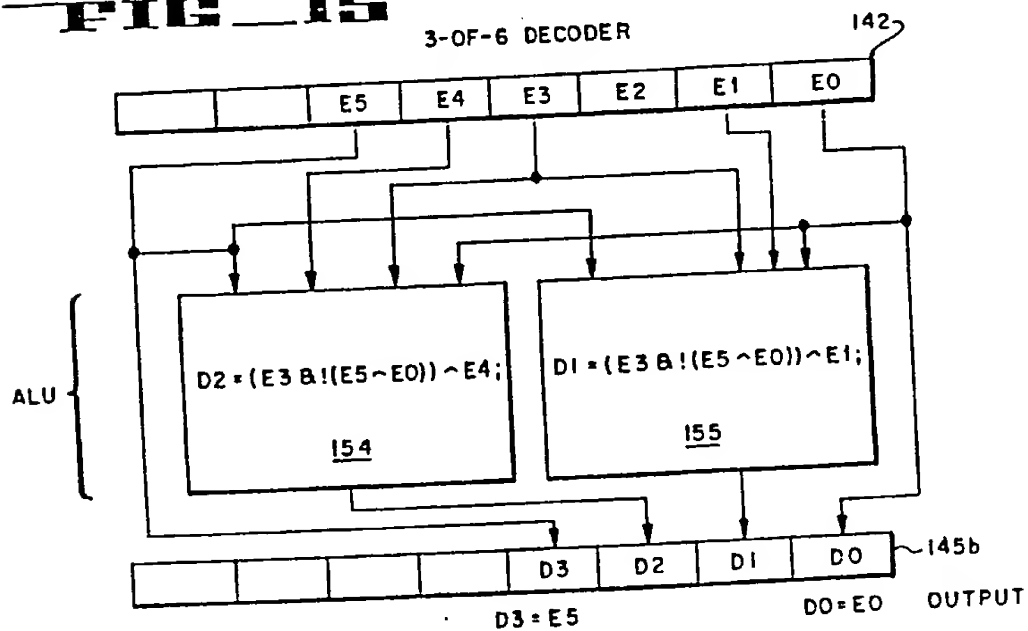 FIG_15
3-OF-6 DECODER
142
E5 E4 E3 E2 E1 E0
ALU
D2=(E3&!(E5^E0))^E4;
154
D1=(E3&!(E5^E0))^E1;
155
D3 D2 D1 D0
145b
D3=E5
D0=E0 OUTPUT